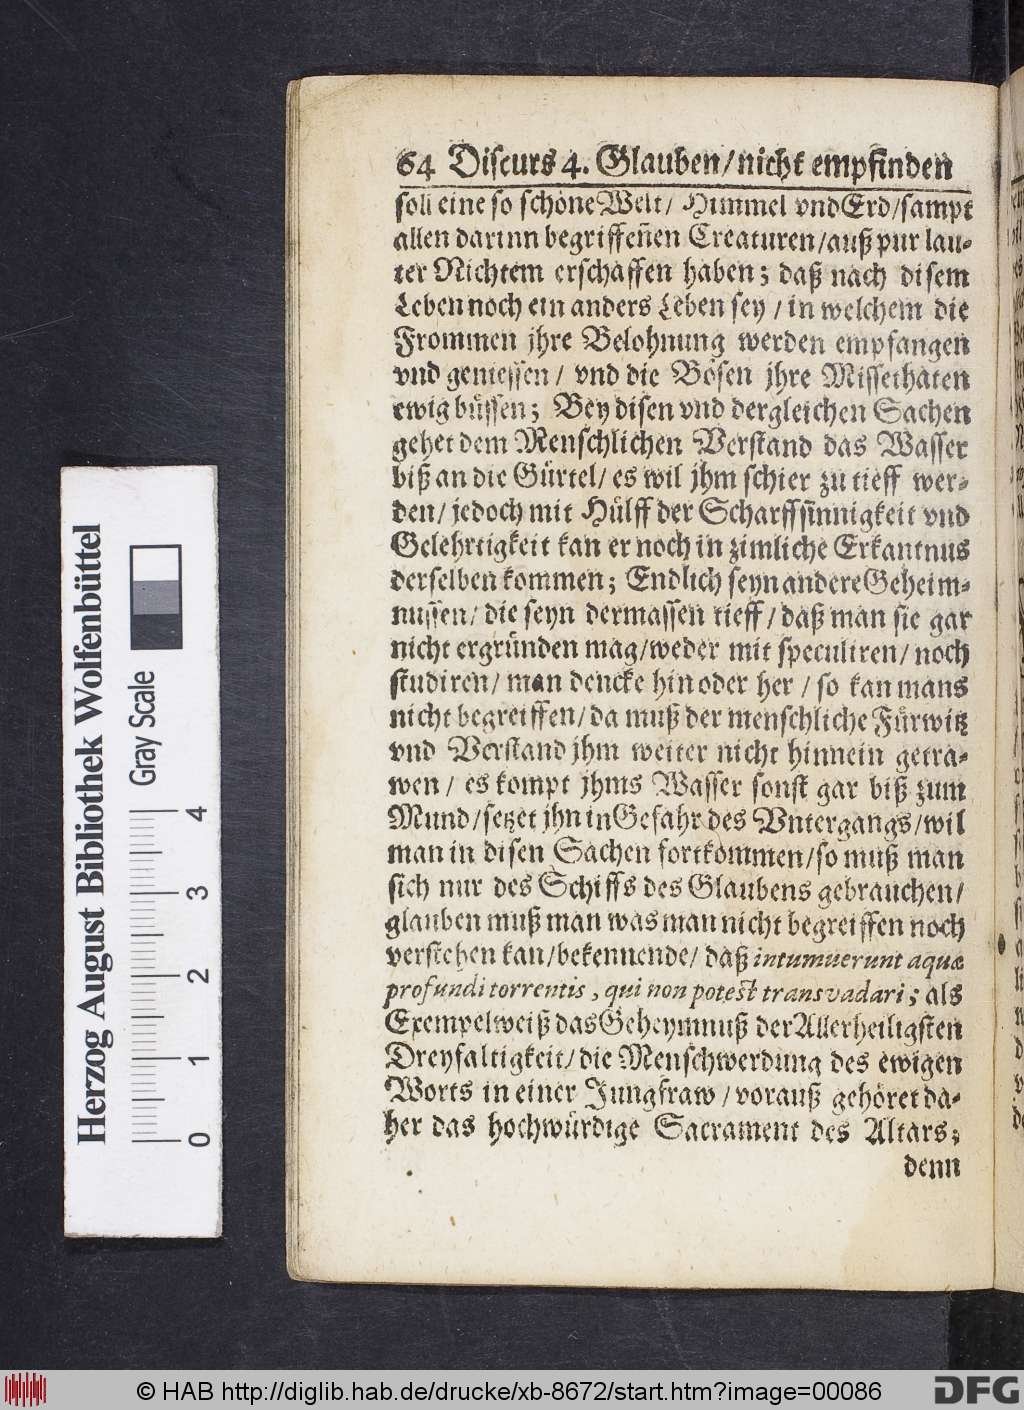 64 Discurs 4. Glauben/ nicht empfinden
soll eine so schöne Welt/ Himmel vnd Erd/ sampt
allen darinn begriffenen Creaturen/ auß pur lau-
ter Nichtem erschaffen haben; daß nach disem
Leben noch ein anders Leben sey/ in welchem die
Frommen jhre Belohnung werden empfangen
vnd geniessen/ vnd die Bösen jhre Missethaten
ewig büssen; Bey disen vnd dergleichen Sachen
gehet dem Menschlichen Verstand das Wasser
biß an die Gürtel/ es wil jhm schier zu tieff wer-
den/ jedoch mit Hülff der Scharffsinnigkeit vnd
Gelehrtigkeit kan er noch in zimliche Erkantnus
derselben kommen; Endlich seyn andere Geheim-
nussen/ die seyn dermassen tieff/ daß man sie gar
nicht ergründen mag/ weder mit speculiren/ noch
studiren/ man dencke hin oder her/ so kan mans
nicht begreiffen/ da muß der menschliche Fürwitz
vnd Verstand jhm weiter nicht hinnein getra-
wen/ es kompt jhms Wasser sonst gar biß zum
Mund/ setzet jhn in Gefahr des Vntergangs/ wil
man in disen Sachen fortkommen/ so muß man
sich nur des Schiffs des Glaubens gebrauchen/
glauben muß man was man nicht begreiffen noch
verstehen kan/ bekennende/ daß intumuerunt aquæ
profundi torrentis, qui non potest transvadari; als
Exempelweiß das Geheymnuß der Allerheiligsten
Dreyfaltigkeit/ die Menschwerdung des ewigen
Worts in einer Jungfraw/ vorauß gehöret da-
her das hochwürdige Sacrament des Altars;
denn
Herzog August Bibliothek Wolfenbüttel
Gray Scale
0 1 2 3 4
© HAB http://diglib.hab.de/drucke/xb-8672/start.htm?image=00086
DFG